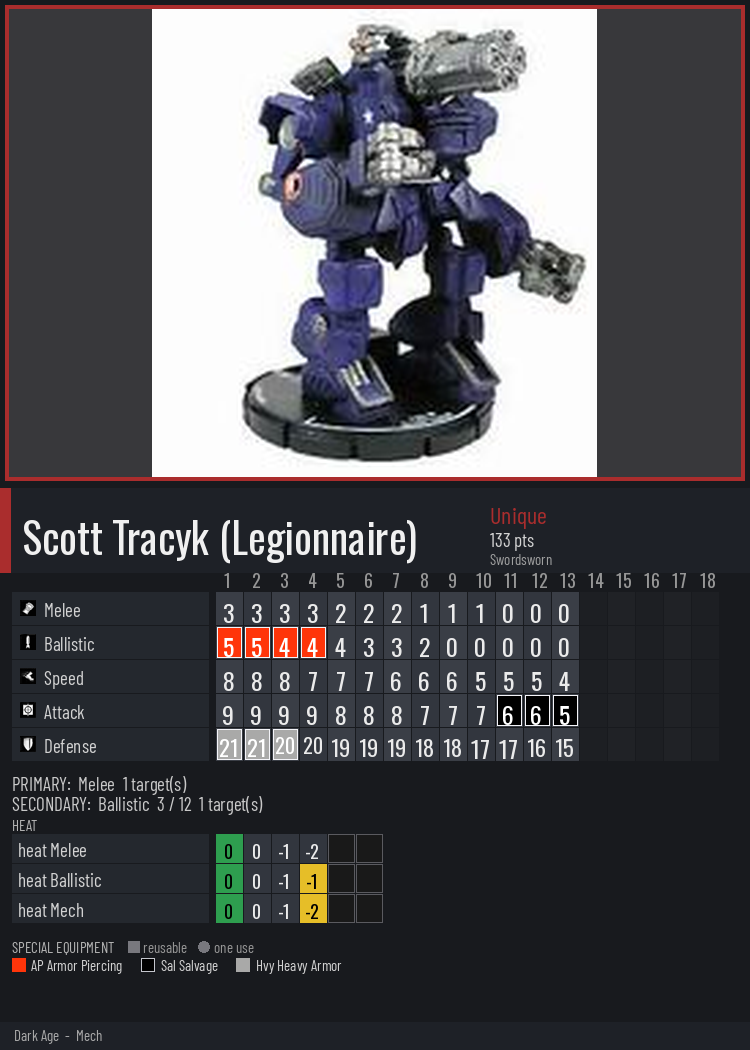 Scott Tracyk (Legionnaire)
Unique
133 pts
Swordsworn
1 2 3 4 5 6 7 8 9 10 11 12 13 14 15 16 17 18
Melee 3 3 3 3 2 2 2 1 1 1 0 0 0
Ballistic 5 5 4 4 4 3 3 2 0 0 0 0 0
Speed 8 8 8 7 7 7 6 6 6 5 5 5 4
Attack 9 9 9 9 8 8 8 7 7 7 6 6 5
Defense 21 21 20 20 19 19 19 18 18 17 17 16 15
PRIMARY: Melee 1 target(s)
SECONDARY: Ballistic 3 / 12 1 target(s)
HEAT
heat Melee 0 0 -1 -2
heat Ballistic 0 0 -1 -1
heat Mech 0 0 -1 -2
SPECIAL EQUIPMENT reusable one use
AP Armor Piercing Sal Salvage Hvy Heavy Armor
Dark Age - Mech